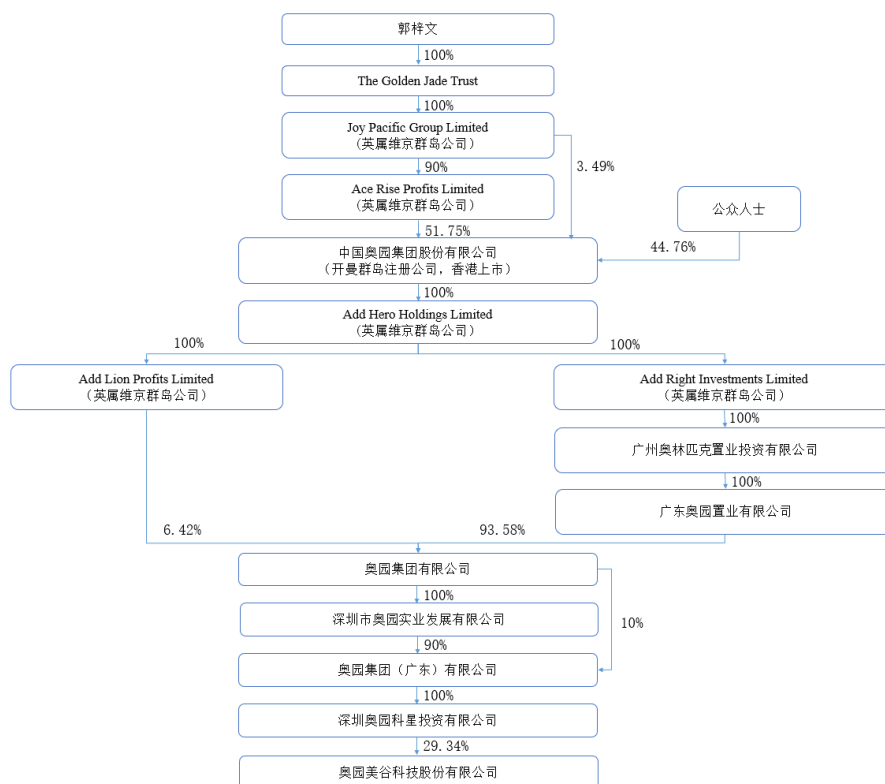 郭梓文
100%
The Golden Jade Trust
100%
Joy Pacific Group Limited
（英属维京群岛公司）
90%
3.49%
Ace Rise Profits Limited
（英属维京群岛公司）
公众人士
51.75%
44.76%
中国奥园集团股份有限公司
（开曼群岛注册公司，香港上市）
100%
Add Hero Holdings Limited
（英属维京群岛公司）
100%
100%
Add Lion Profits Limited
（英属维京群岛公司）
Add Right Investments Limited
（英属维京群岛公司）
100%
广州奥林匹克置业投资有限公司
100%
广东奥园置业有限公司
6.42%
93.58%
奥园集团有限公司
100%
深圳市奥园实业发展有限公司
10%
90%
奥园集团（广东）有限公司
100%
深圳奥园科星投资有限公司
29.34%
奥园美谷科技股份有限公司